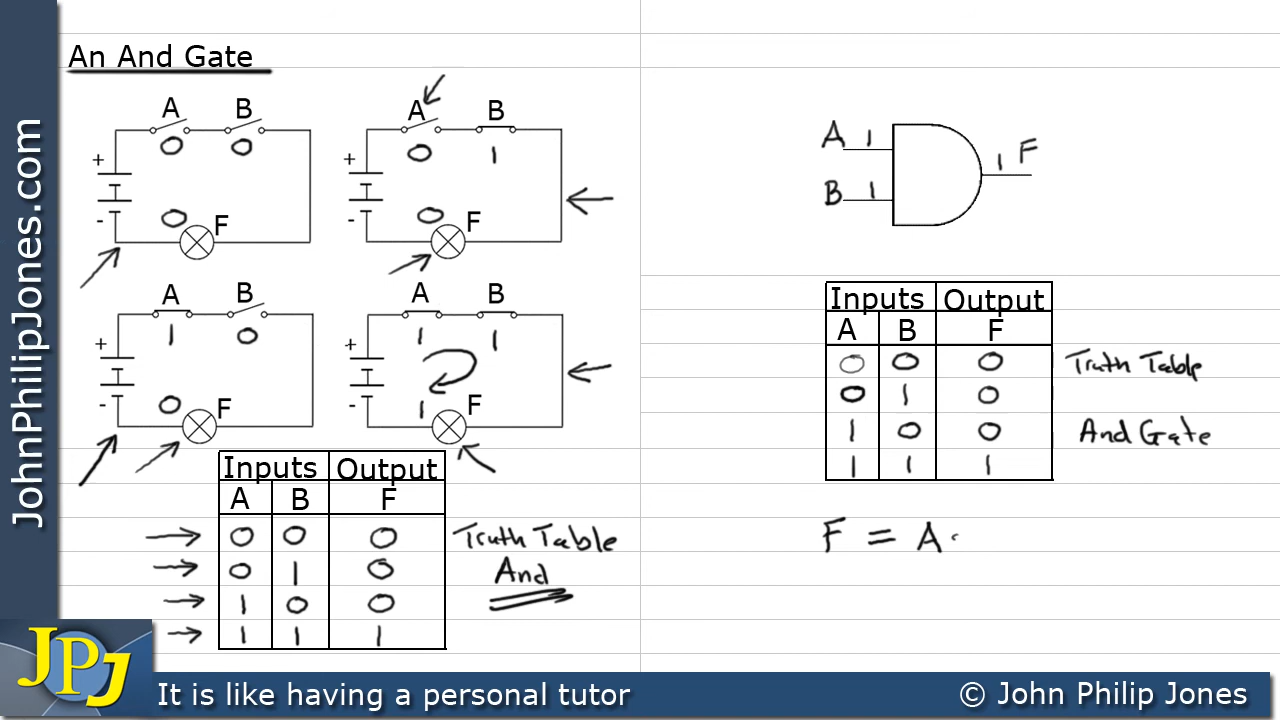 JohnPhilipJones.com
An And Gate
A B
0 0
+
-
0 F
A B
0 1
+
-
0 F
A B
1 0
+
-
0 F
A B
1 1
+
-
1 F
Inputs Output
A B F
0 0 0 Truth Table
0 1 0 And
1 0 0
1 1 1
A 1
1 F
B 1
Inputs Output
A B F
0 0 0 Truth Table
0 1 0
1 0 0 And Gate
1 1 1
F = A .
JPJ It is like having a personal tutor © John Philip Jones